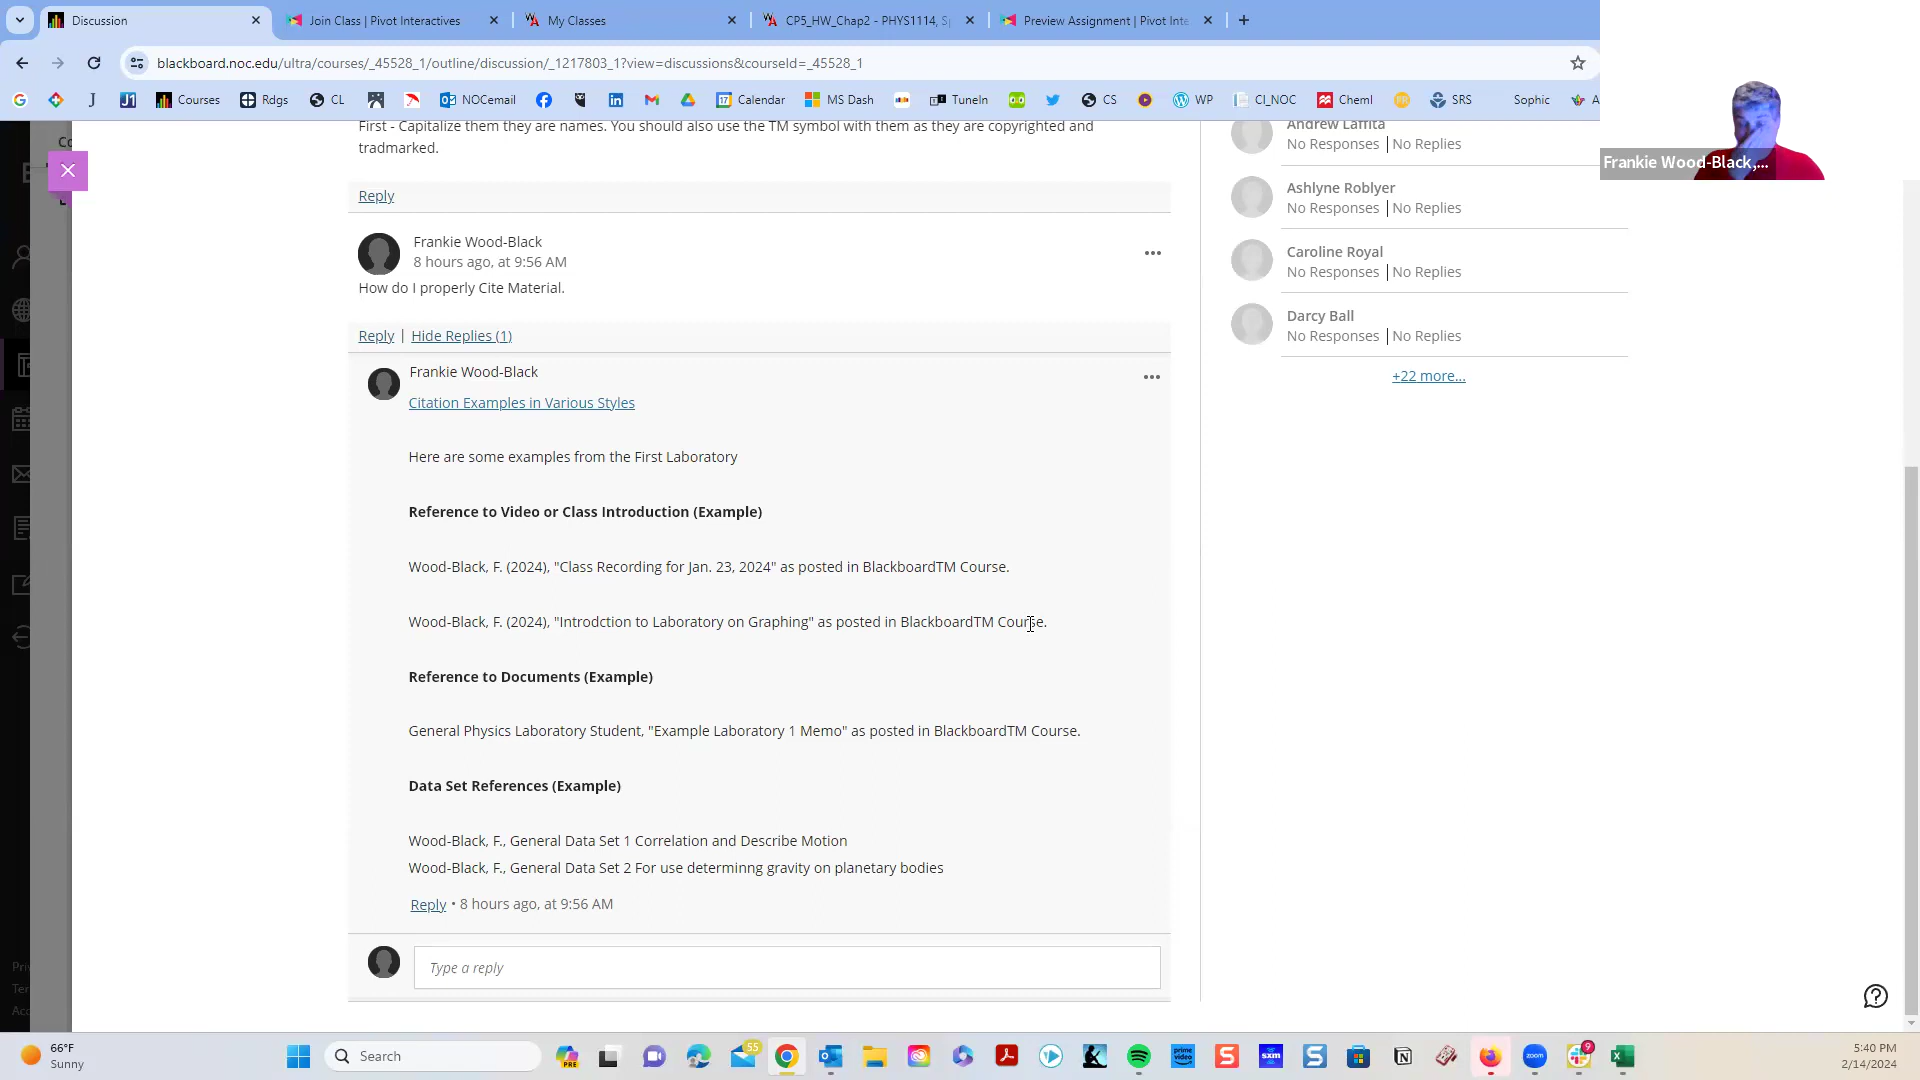 Discussion
Join Class | Pivot Interactives
My Classes
CP5_HW_Chap2 - PHYS1114, S
Preview Assignment | Pivot Inte
blackboard.noc.edu/ultra/courses/_45528_1/outline/discussion/_1217803_1?view=discussions&courseId=_45528_1
Courses
Rdgs
CL
NOCemail
Calendar
MS Dash
TuneIn
CS
WP
CI_NOC
Cheml
SRS
Sophic
A
First - Capitalize them they are names. You should also use the TM symbol with them as they are copyrighted and
tradmarked.
Reply
Frankie Wood-Black
8 hours ago, at 9:56 AM
How do I properly Cite Material.
Reply | Hide Replies (1)
Frankie Wood-Black
Citation Examples in Various Styles
Here are some examples from the First Laboratory
Reference to Video or Class Introduction (Example)
Wood-Black, F. (2024), "Class Recording for Jan. 23, 2024" as posted in BlackboardTM Course.
Wood-Black, F. (2024), "Introdction to Laboratory on Graphing" as posted in BlackboardTM Course.
Reference to Documents (Example)
General Physics Laboratory Student, "Example Laboratory 1 Memo" as posted in BlackboardTM Course.
Data Set References (Example)
Wood-Black, F., General Data Set 1 Correlation and Describe Motion
Wood-Black, F., General Data Set 2 For use determinng gravity on planetary bodies
Reply • 8 hours ago, at 9:56 AM
Type a reply
Andrew Laffita
No Responses | No Replies
Ashlyne Roblyer
No Responses | No Replies
Caroline Royal
No Responses | No Replies
Darcy Ball
No Responses | No Replies
+22 more...
Frankie Wood-Black,...
Co
Pri
Ter
Acc
66°F
Sunny
Search
PRE
55
prime video
sxm
zoom
9
5:40 PM
2/14/2024